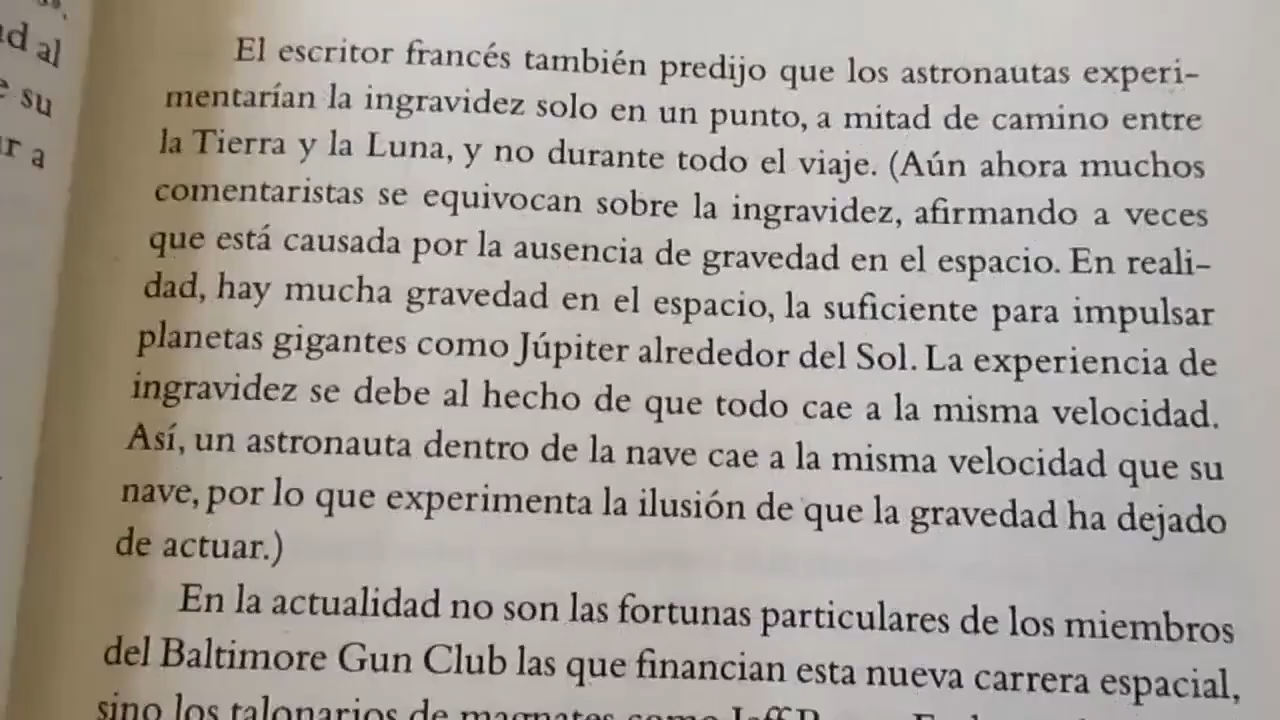 d al
su
r a
El escritor francés también predijo que los astronautas experi-
mentarían la ingravidez solo en un punto, a mitad de camino entre
la Tierra y la Luna, y no durante todo el viaje. (Aún ahora muchos
comentaristas se equivocan sobre la ingravidez, afirmando a veces
que está causada por la ausencia de gravedad en el espacio. En reali-
dad, hay mucha gravedad en el espacio, la suficiente para impulsar
planetas gigantes como Júpiter alrededor del Sol. La experiencia de
ingravidez se debe al hecho de que todo cae a la misma velocidad.
Así, un astronauta dentro de la nave cae a la misma velocidad que su
nave, por lo que experimenta la ilusión de que la gravedad ha dejado
de actuar.)
En la actualidad no son las fortunas particulares de los miembros
del Baltimore Gun Club las que financian esta nueva carrera espacial,
sino los talonarios de magnates como Jeff